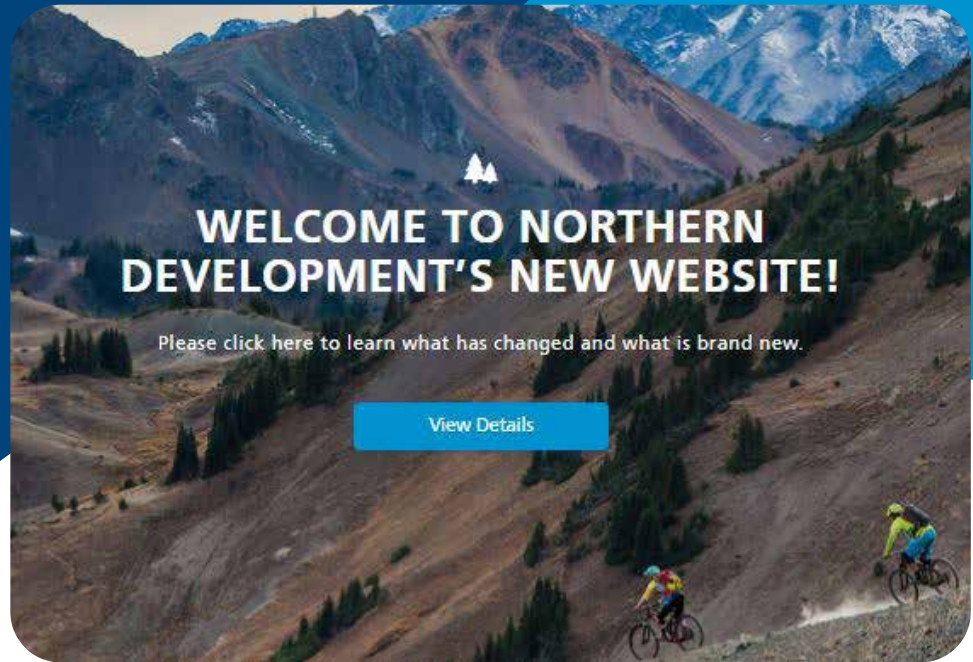 WELCOME TO NORTHERN
DEVELOPMENT’S NEW WEBSITE!
Please click here to learn what has changed and what is brand new.
View Details